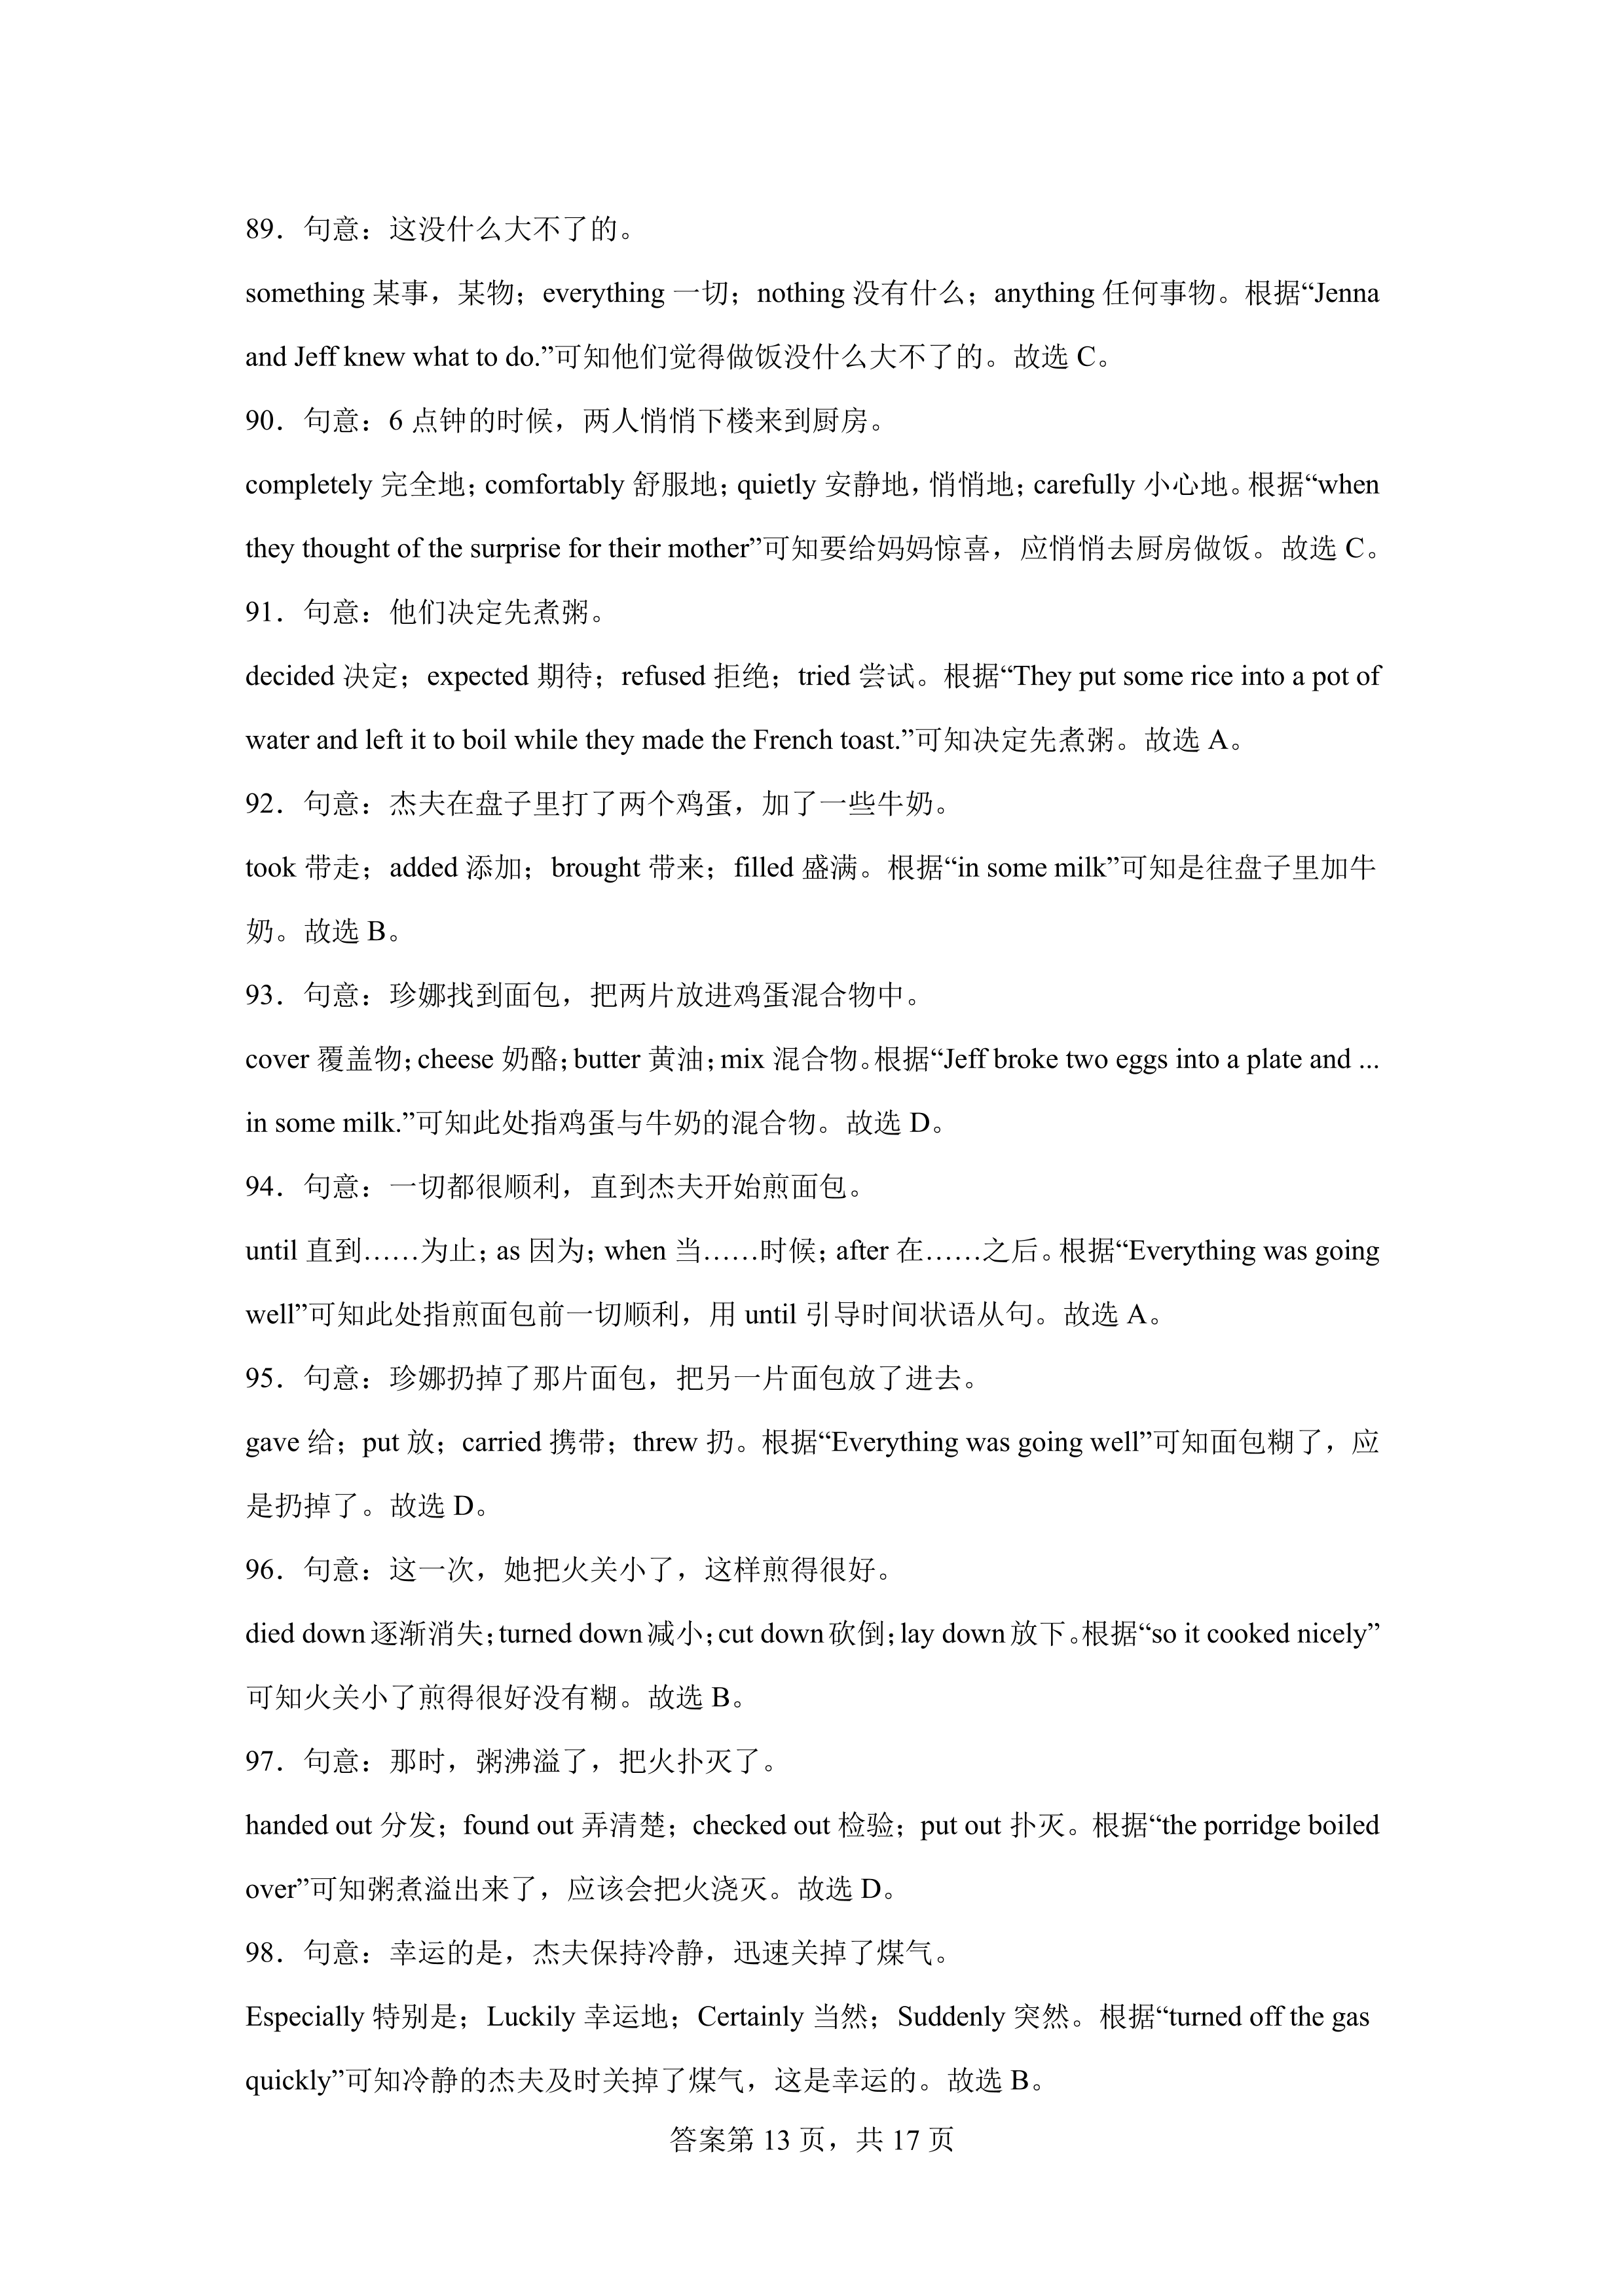 89．句意：这没什么大不了的。
something 某事，某物；everything 一切；nothing 没有什么；anything 任何事物。根据“Jenna
and Jeff knew what to do.”可知他们觉得做饭没什么大不了的。故选 C。
90．句意：6 点钟的时候，两人悄悄下楼来到厨房。
completely 完全地；comfortably 舒服地；quietly 安静地，悄悄地；carefully 小心地。根据“when
they thought of the surprise for their mother”可知要给妈妈惊喜，应悄悄去厨房做饭。故选 C。
91．句意：他们决定先煮粥。
decided 决定；expected 期待；refused 拒绝；tried 尝试。根据“They put some rice into a pot of
water and left it to boil while they made the French toast.”可知决定先煮粥。故选 A。
92．句意：杰夫在盘子里打了两个鸡蛋，加了一些牛奶。
took 带走；added 添加；brought 带来；filled 盛满。根据“in some milk”可知是往盘子里加牛
奶。故选 B。
93．句意：珍娜找到面包，把两片放进鸡蛋混合物中。
cover 覆盖物；cheese 奶酪；butter 黄油；mix 混合物。根据“Jeff broke two eggs into a plate and ...
in some milk.”可知此处指鸡蛋与牛奶的混合物。故选 D。
94．句意：一切都很顺利，直到杰夫开始煎面包。
until 直到……为止；as 因为；when 当……时候；after 在……之后。根据“Everything was going
well”可知此处指煎面包前一切顺利，用 until 引导时间状语从句。故选 A。
95．句意：珍娜扔掉了那片面包，把另一片面包放了进去。
gave 给；put 放；carried 携带；threw 扔。根据“Everything was going well”可知面包糊了，应
是扔掉了。故选 D。
96．句意：这一次，她把火关小了，这样煎得很好。
died down 逐渐消失；turned down 减小；cut down 砍倒；lay down 放下。根据“so it cooked nicely”
可知火关小了煎得很好没有糊。故选 B。
97．句意：那时，粥沸溢了，把火扑灭了。
handed out 分发；found out 弄清楚；checked out 检验；put out 扑灭。根据“the porridge boiled
over”可知粥煮溢出来了，应该会把火浇灭。故选 D。
98．句意：幸运的是，杰夫保持冷静，迅速关掉了煤气。
Especially 特别是；Luckily 幸运地；Certainly 当然；Suddenly 突然。根据“turned off the gas
quickly”可知冷静的杰夫及时关掉了煤气，这是幸运的。故选 B。
答案第 13 页，共 17 页